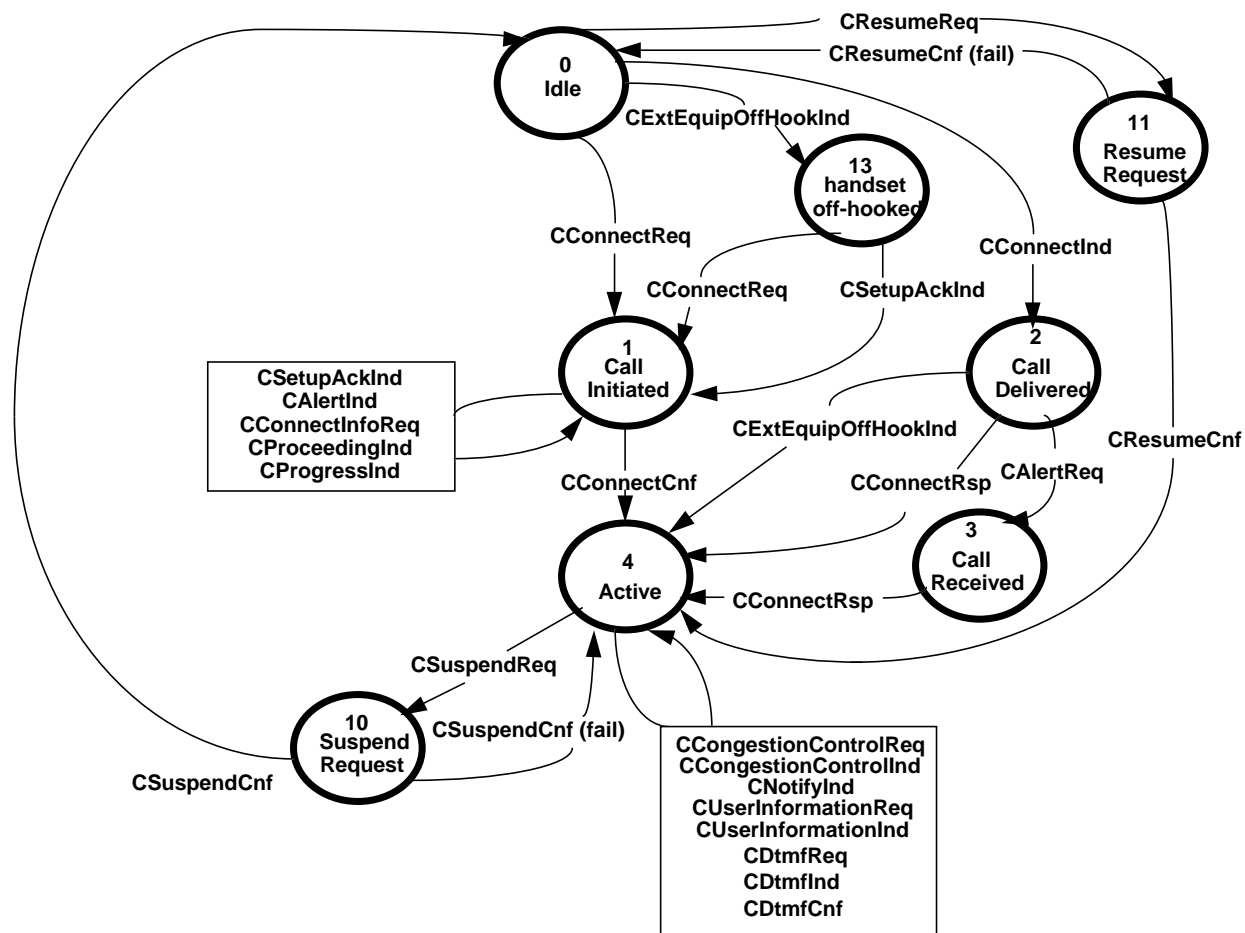 CResumeReq
CResumeCnf (fail)
0
Idle
CExtEquipOffHookInd
11
Resume
Request
13
handset
off-hooked
CConnectReq
CConnectInd
CConnectReq
CSetupAckInd
1
Call
Initiated
2
Call
Delivered
CSetupAckInd
CAlertInd
CConnectInfoReq
CProceedingInd
CProgressInd
CExtEquipOffHookInd
CResumeCnf
CConnectCnf
CConnectRsp
CAlertReq
3
Call
Received
4
Active
CConnectRsp
CSuspendReq
CSuspendCnf (fail)
10
Suspend
Request
CSuspendCnf
CCongestionControlReq
CCongestionControlInd
CNotifyInd
CUserInformationReq
CUserInformationInd
CDtmfReq
CDtmfInd
CDtmfCnf